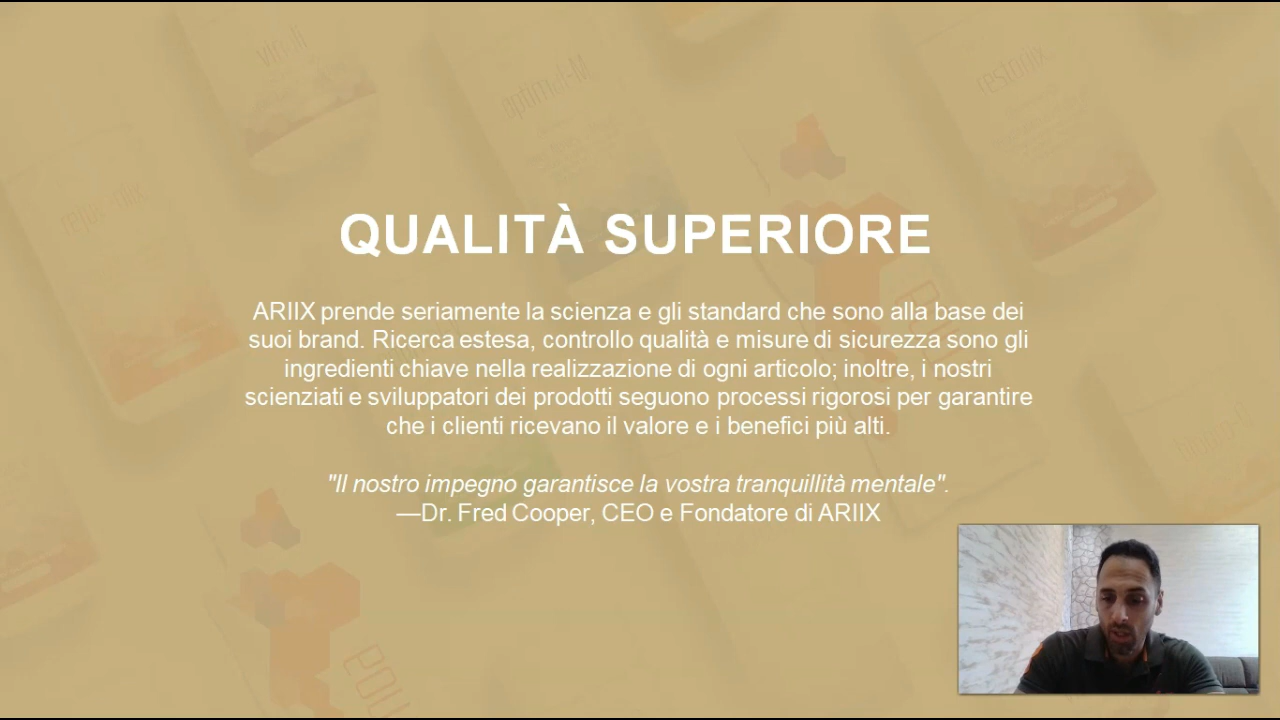 QUALITÀ SUPERIORE
ARIIX prende seriamente la scienza e gli standard che sono alla base dei
suoi brand. Ricerca estesa, controllo qualità e misure di sicurezza sono gli
ingredienti chiave nella realizzazione di ogni articolo; inoltre, i nostri
scienziati e sviluppatori dei prodotti seguono processi rigorosi per garantire
che i clienti ricevano il valore e i benefici più alti.
"Il nostro impegno garantisce la vostra tranquillità mentale".
—Dr. Fred Cooper, CEO e Fondatore di ARIIX